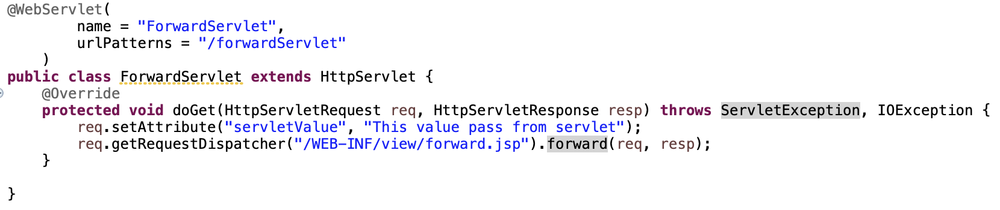 @WebServlet(
        name = "ForwardServlet",
        urlPatterns = "/forwardServlet"
    )
public class ForwardServlet extends HttpServlet {
    @Override
    protected void doGet(HttpServletRequest req, HttpServletResponse resp) throws ServletException, IOException {
        req.setAttribute("servletValue", "This value pass from servlet");
        req.getRequestDispatcher("/WEB-INF/view/forward.jsp").forward(req, resp);
    }
}